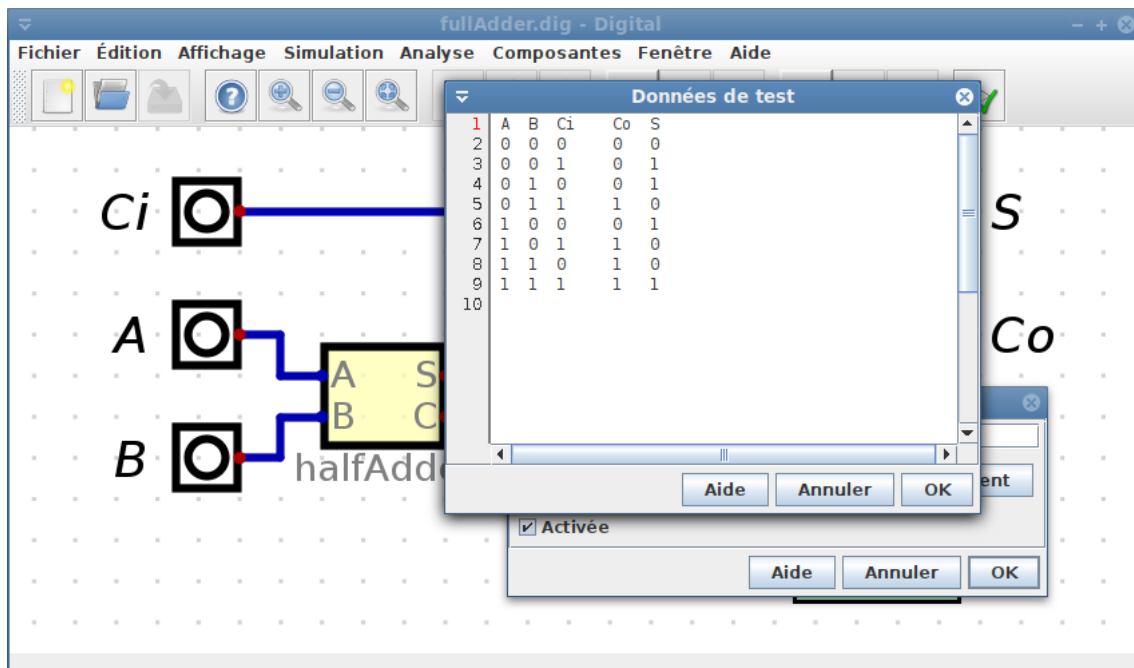 fullAdder.dig - Digital
Fichier Édition Affichage Simulation Analyse Composantes Fenêtre Aide
Données de test
1 A B Ci Co S
2 0 0 0 0 0
3 0 0 1 0 1
4 0 1 0 0 1
5 0 1 1 1 0
6 1 0 0 0 1
7 1 0 1 1 0
8 1 1 0 1 0
9 1 1 1 1 1
10
Ci
S
A
Co
A S
B C
B
halfAdde
Aide Annuler OK
ent
Activée
Aide Annuler OK